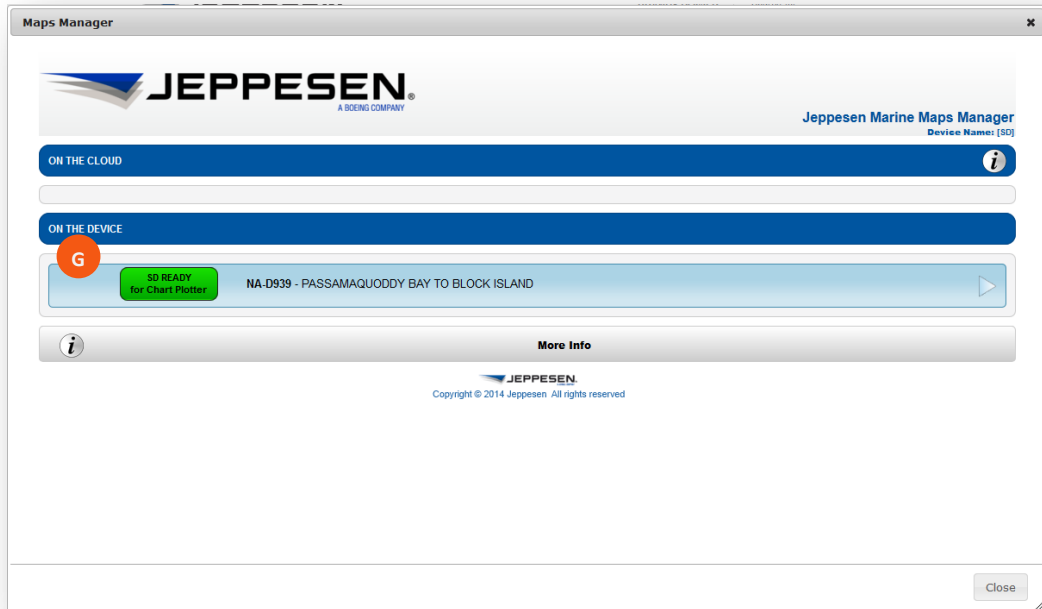 Maps Manager
JEPPESEN®
A BOEING COMPANY
Jeppesen Marine Maps Manager
Device Name: [SD]
ON THE CLOUD
i
ON THE DEVICE
G
SD READY
for Chart Plotter
NA-D939 - PASSAMAQUODDY BAY TO BLOCK ISLAND
i
More Info
JEPPESEN.
Copyright © 2014 Jeppesen All rights reserved
Close